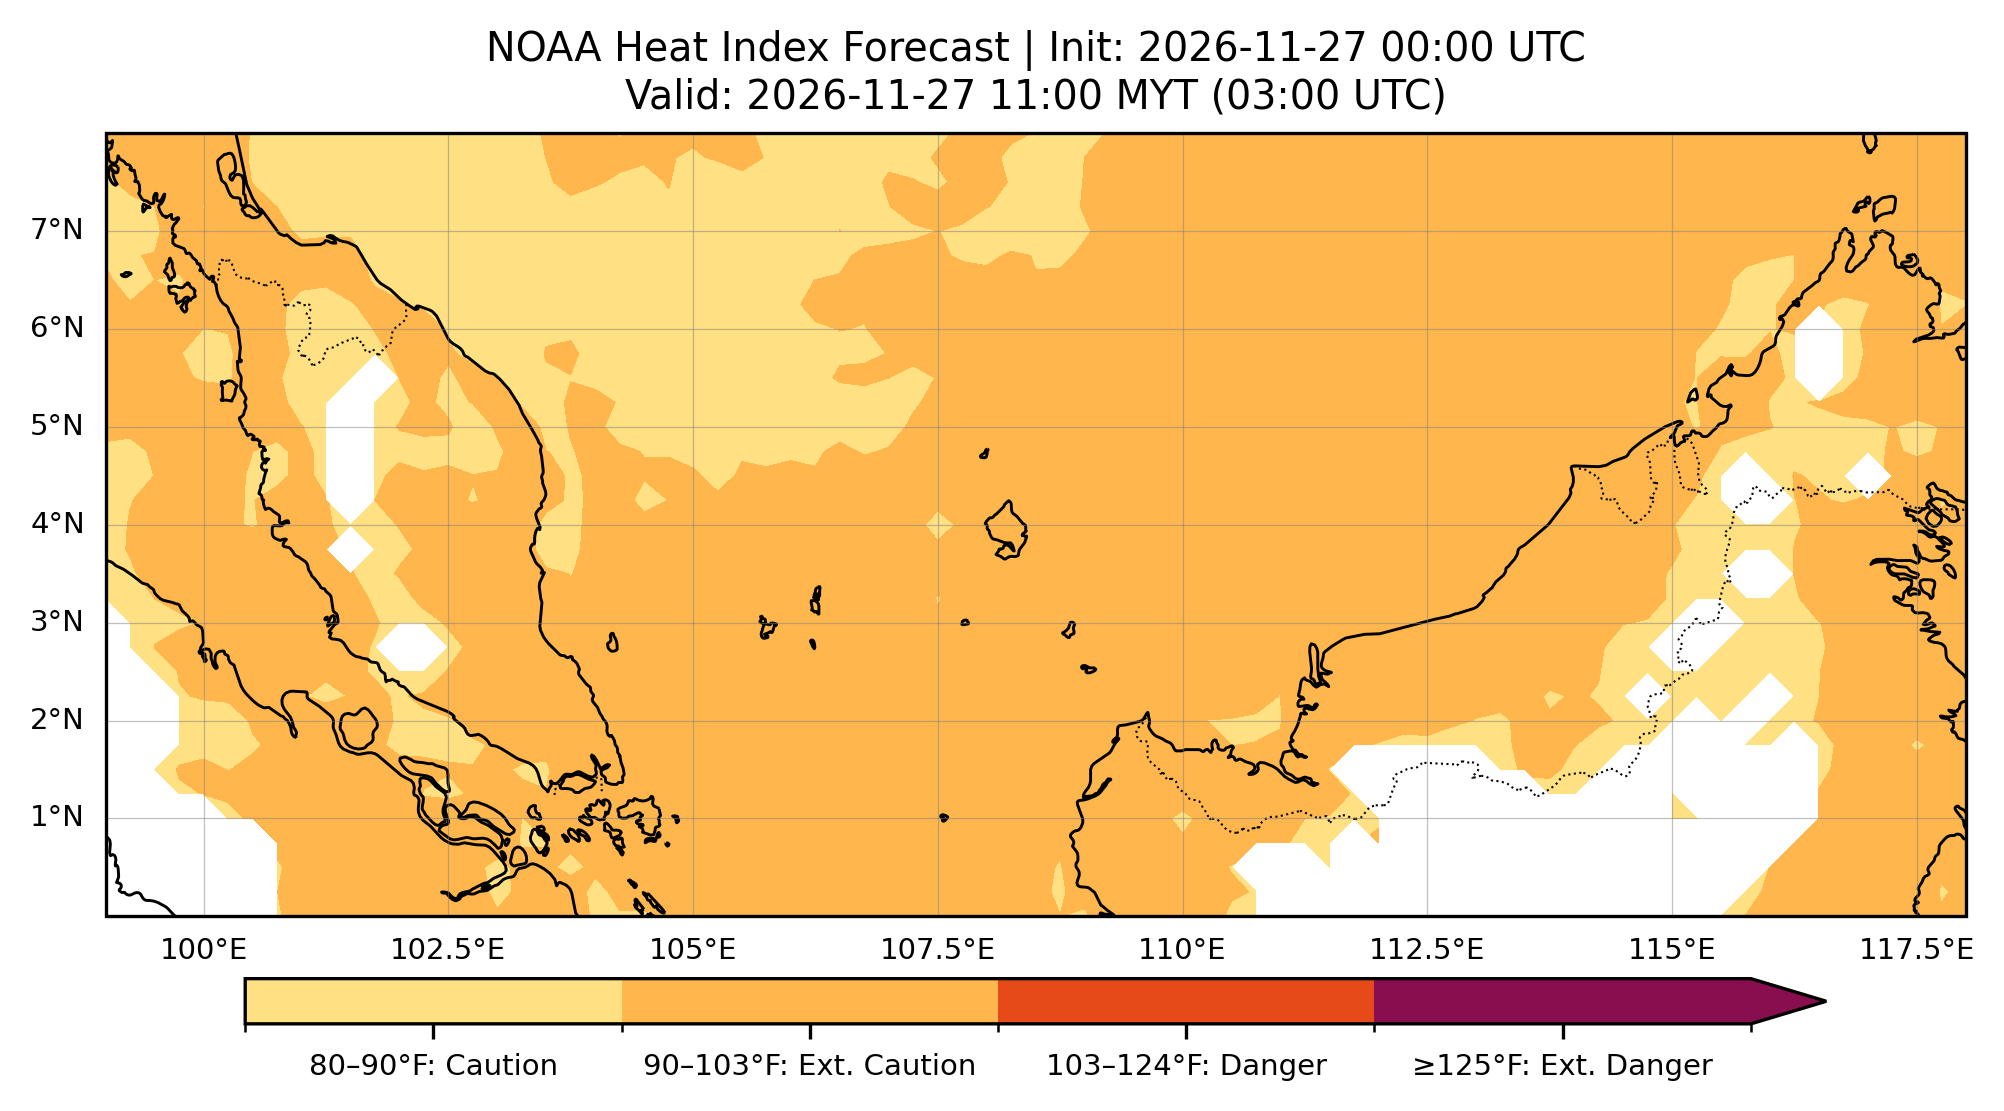 NOAA Heat Index Forecast | Init: 2026-11-27 00:00 UTC
Valid: 2026-11-27 11:00 MYT (03:00 UTC)
7°N
6°N
5°N
4°N
3°N
2°N
1°N
100°E 102.5°E 105°E 107.5°E 110°E 112.5°E 115°E 117.5°E
80–90°F: Caution 90–103°F: Ext. Caution 103–124°F: Danger ≥125°F: Ext. Danger